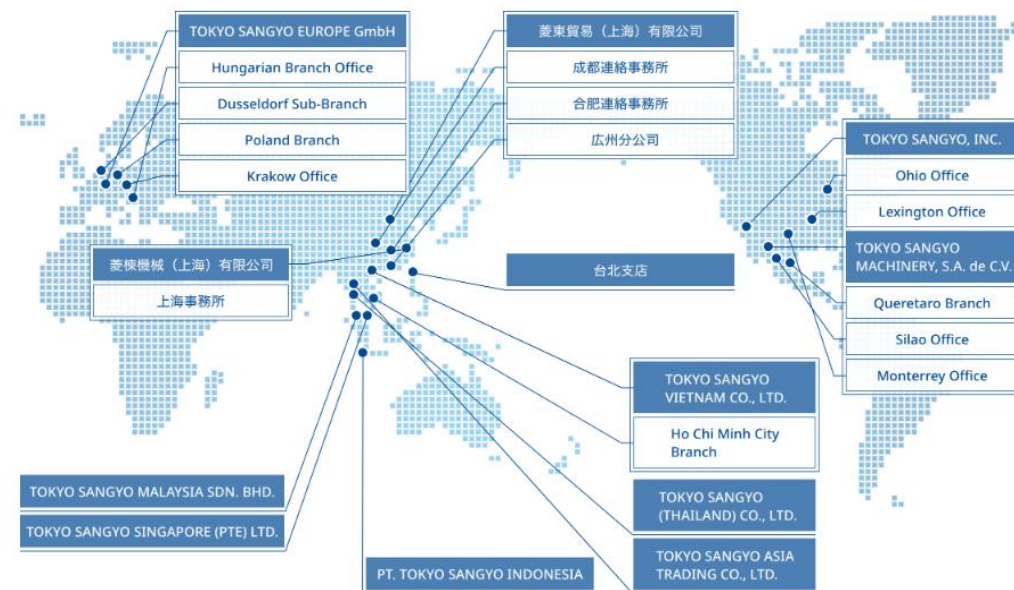 TOKYO SANGYO EUROPE GmbH
Hungarian Branch Office
Dusseldorf Sub-Branch
Poland Branch
Krakow Office
菱東貿易（上海）有限公司
成都連絡事務所
合肥連絡事務所
広州分公司
TOKYO SANGYO, INC.
Ohio Office
Lexington Office
TOKYO SANGYO
MACHINERY, S.A. de C.V.
Queretaro Branch
Silao Office
Monterrey Office
菱棟機械（上海）有限公司
上海事務所
台北支店
TOKYO SANGYO
VIETNAM CO., LTD.
Ho Chi Minh City
Branch
TOKYO SANGYO MALAYSIA SDN. BHD.
TOKYO SANGYO SINGAPORE (PTE) LTD.
TOKYO SANGYO
(THAILAND) CO., LTD.
TOKYO SANGYO ASIA
TRADING CO., LTD.
PT. TOKYO SANGYO INDONESIA